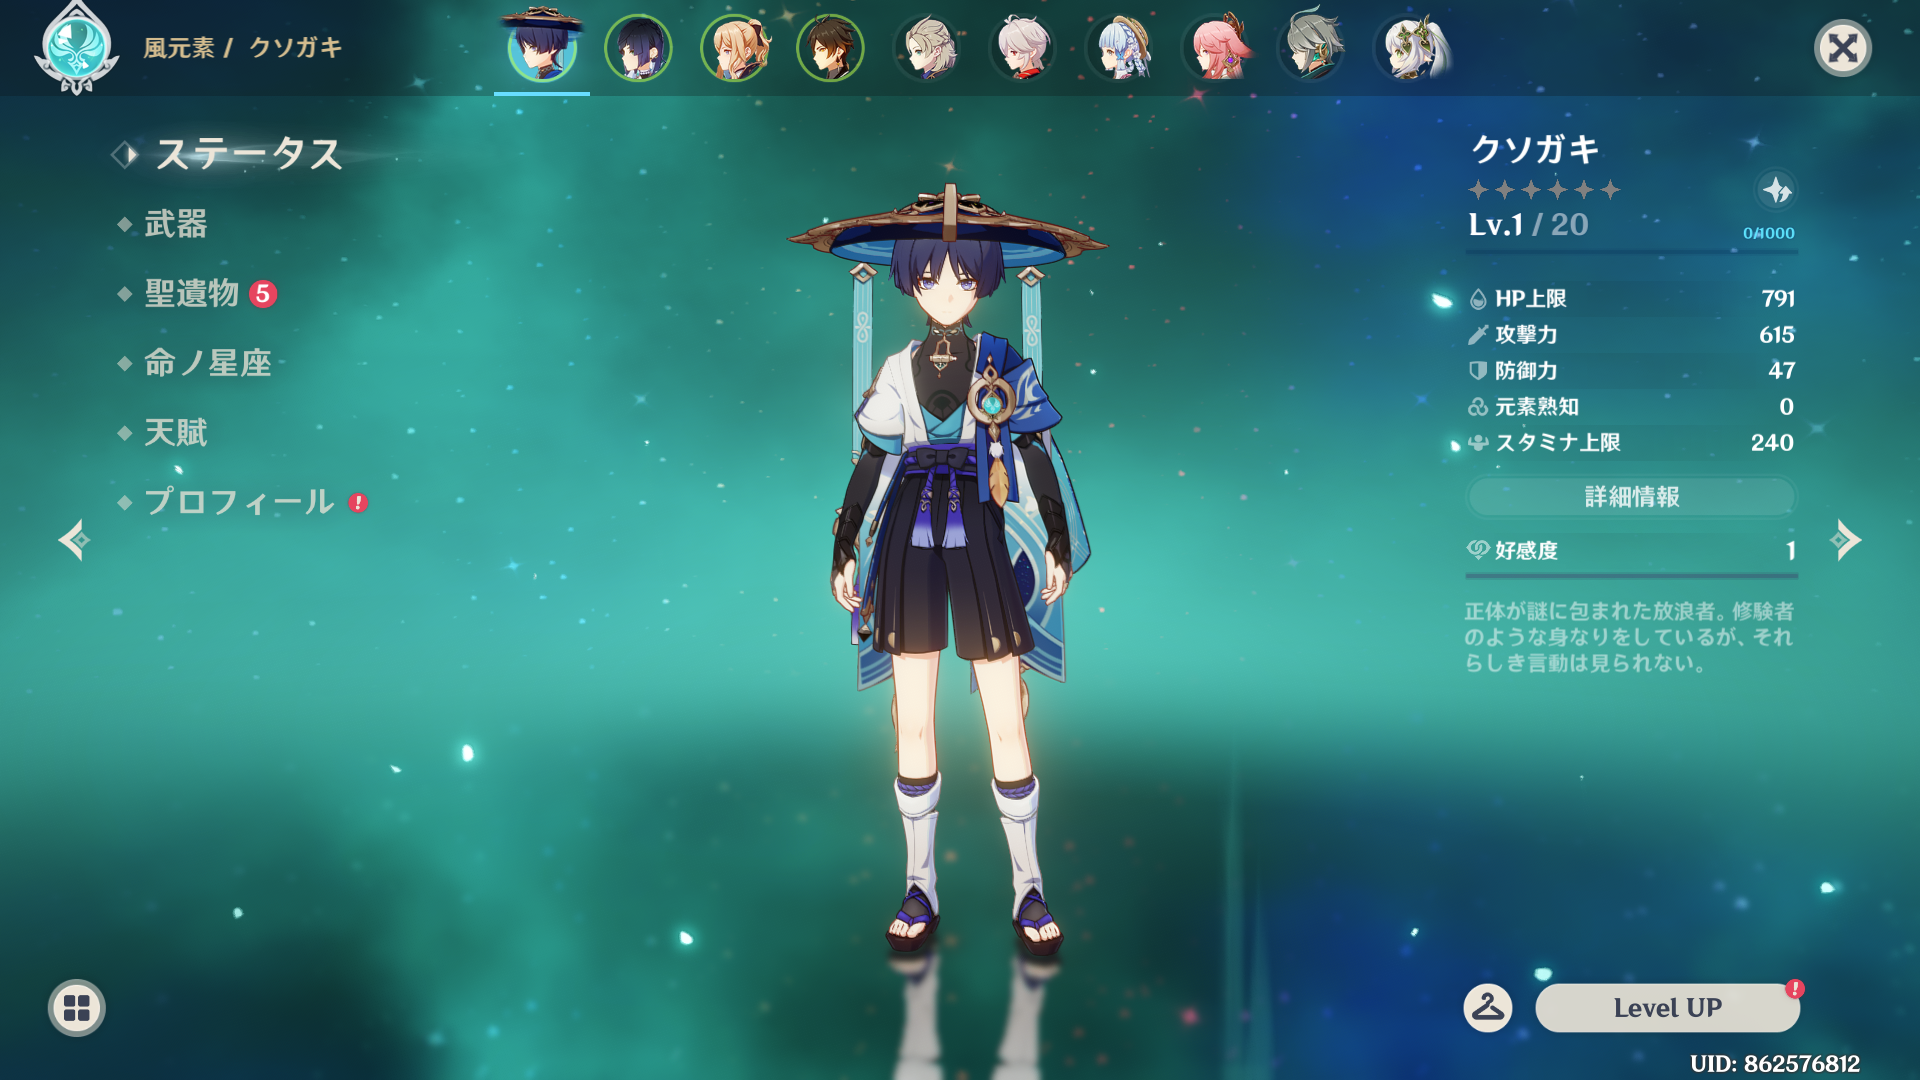 風元素 / クソガキ
ステータス
武器
聖遺物 5
命ノ星座
天賦
プロフィール !
クソガキ
Lv.1 / 20
0/1000
HP上限 791
攻撃力 615
防御力 47
元素熟知 0
スタミナ上限 240
詳細情報
好感度 1
正体が謎に包まれた放浪者。修験者
のような身なりをしているが、それ
らしき言動は見られない。
Level UP !
UID: 862576812